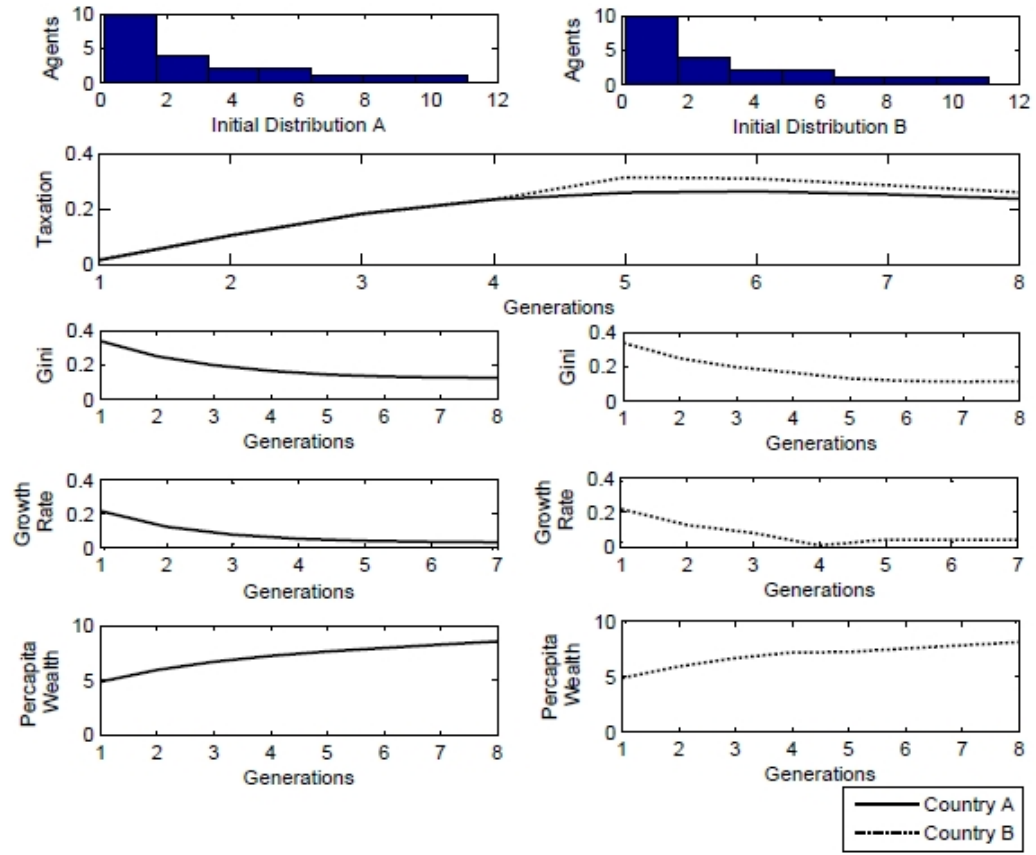 10
5
0
Agents
0 2 4 6 8 10 12
Initial Distribution A
10
5
0
Agents
0 2 4 6 8 10 12
Initial Distribution B
0.4
0.2
0
Taxation
1 2 3 4 5 6 7 8
Generations
0.4
0.2
0
Gini
1 2 3 4 5 6 7 8
Generations
0.4
0.2
0
Gini
1 2 3 4 5 6 7 8
Generations
0.4
0.2
0
Growth
Rate
1 2 3 4 5 6 7
Generations
0.4
0.2
0
Growth
Rate
1 2 3 4 5 6 7
Generations
10
5
0
Percapita
Wealth
1 2 3 4 5 6 7 8
Generations
10
5
0
Percapita
Wealth
1 2 3 4 5 6 7 8
Generations
Country A
Country B